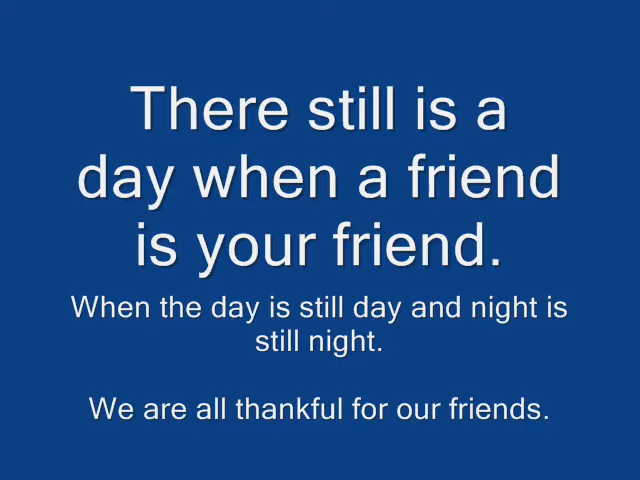 There still is a
day when a friend
is your friend.
When the day is still day and night is
still night.
We are all thankful for our friends.